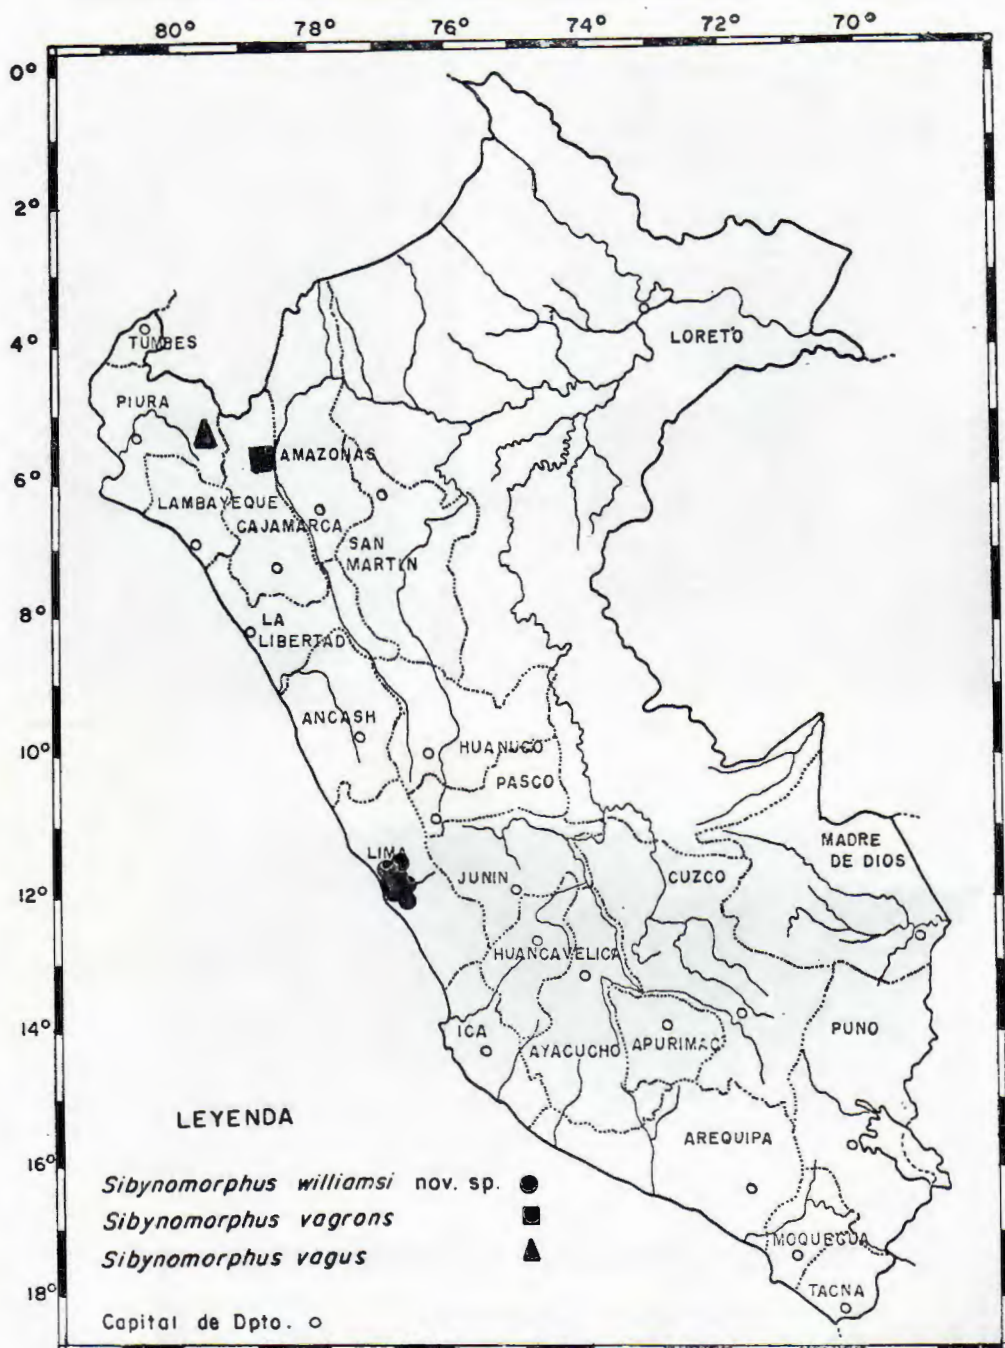 80° 78° 76° 74° 72° 70°
0°
2°
4°
6°
8°
10°
12°
14°
16°
18°
LORETO
TUMBES
PIURA
AMAZONAS
LAMBAYEQUE
CAJAMARCA
SAN
MARTIN
LA
LIBERTAD
ANCASH
HUANUCO
PASCO
LIMA
JUNIN
CUZCO
MADRE
DE DIOS
HUANCAVELICA
ICA
AYACUCHO
APURIMAC
PUNO
AREQUIPA
MOQUEGUA
TACNA
LEYENDA
Sibynomorphus williamsi nov. sp.
Sibynomorphus vagrons
Sibynomorphus vagus
Capital de Dpto.